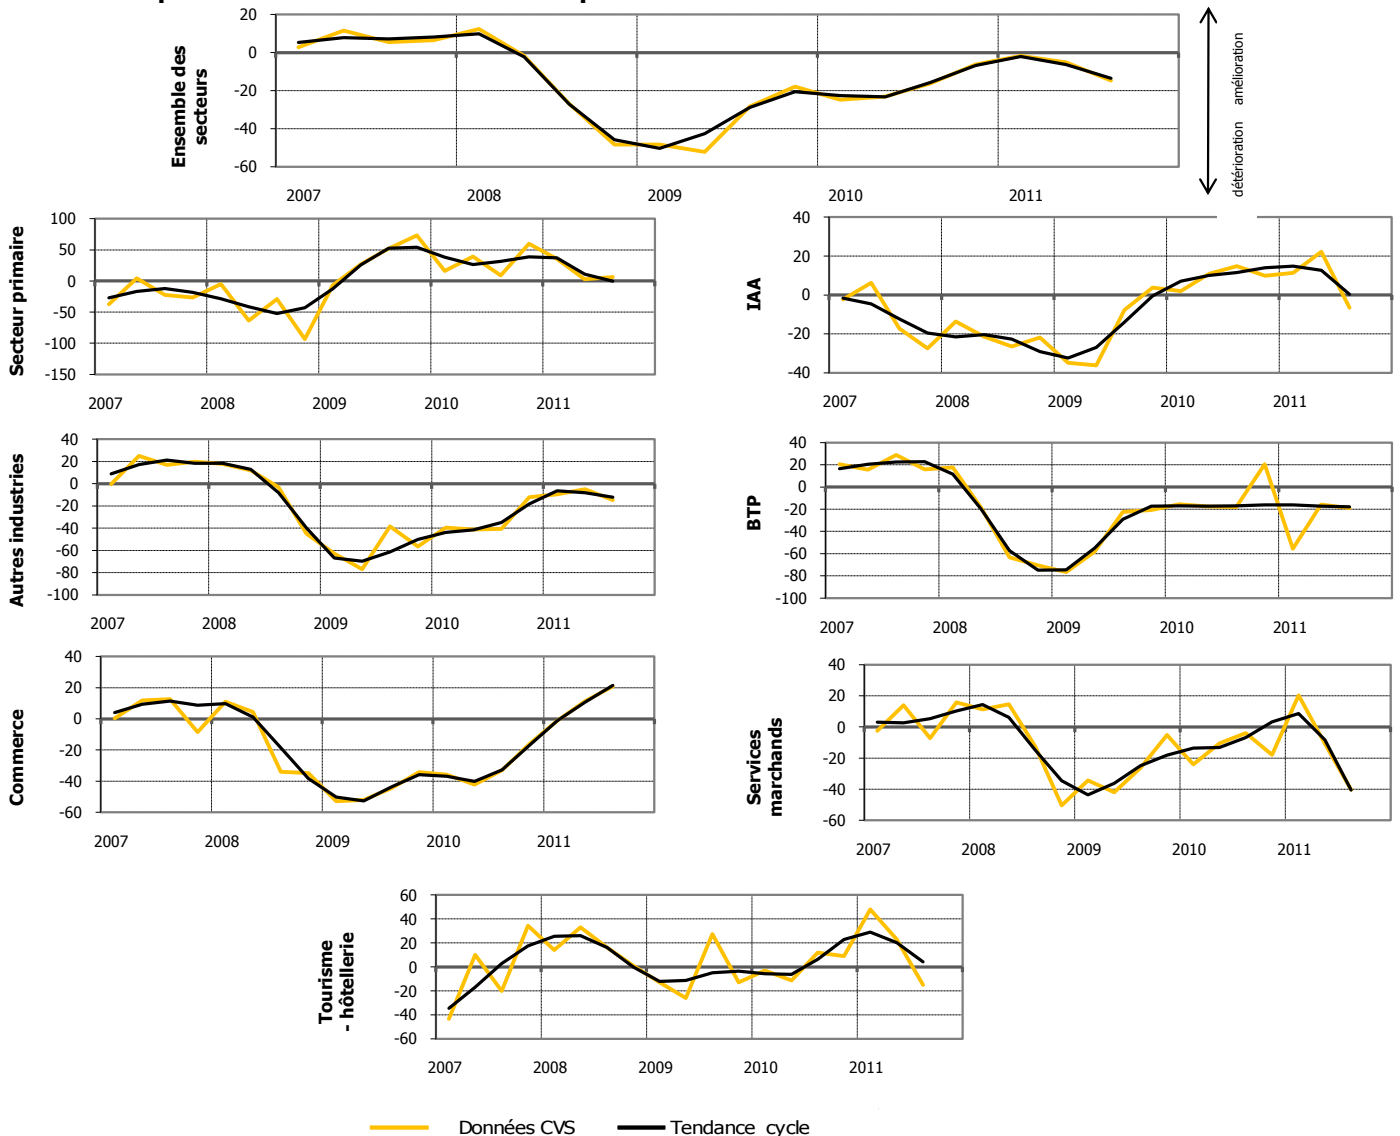 20
0
-20
-40
-60
Ensemble des
secteurs
2007 2008 2009 2010 2011
détérioration amélioration
100
50
0
-50
-100
-150
Secteur primaire
2007 2008 2009 2010 2011
40
20
0
-20
-40
IAA
2007 2008 2009 2010 2011
40
20
0
-20
-40
-60
-80
-100
Autres industries
2007 2008 2009 2010 2011
40
20
0
-20
-40
-60
-80
-100
BTP
2007 2008 2009 2010 2011
40
20
0
-20
-40
-60
Commerce
2007 2008 2009 2010 2011
40
20
0
-20
-40
-60
Services
marchands
2007 2008 2009 2010 2011
60
40
20
0
-20
-40
-60
Tourisme
- hôtellerie
2007 2008 2009 2010 2011
Données CVS Tendance cycle